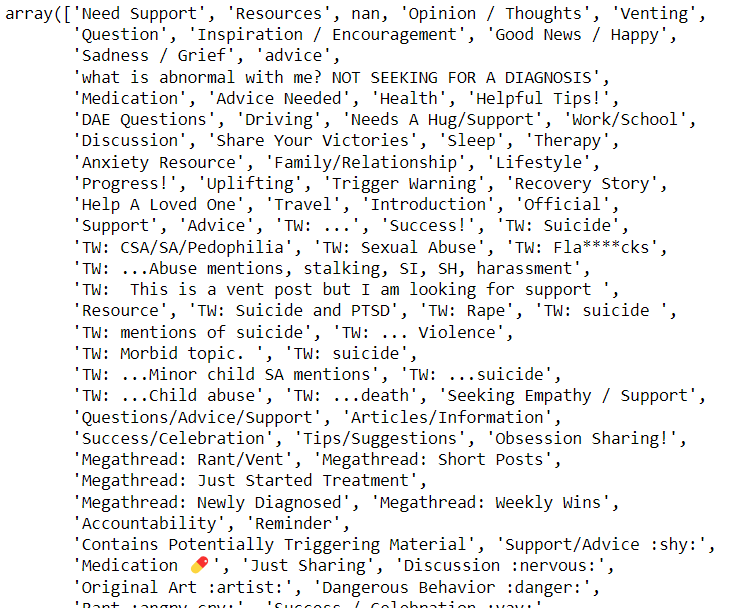 array(['Need Support', 'Resources', nan, 'Opinion / Thoughts', 'Venting',
'Question', 'Inspiration / Encouragement', 'Good News / Happy',
'Sadness / Grief', 'advice',
'what is abnormal with me? NOT SEEKING FOR A DIAGNOSIS',
'Medication', 'Advice Needed', 'Health', 'Helpful Tips!',
'DAE Questions', 'Driving', 'Needs A Hug/Support', 'Work/School',
'Discussion', 'Share Your Victories', 'Sleep', 'Therapy',
'Anxiety Resource', 'Family/Relationship', 'Lifestyle',
'Progress!', 'Uplifting', 'Trigger Warning', 'Recovery Story',
'Help A Loved One', 'Travel', 'Introduction', 'Official',
'Support', 'Advice', 'TW: ...', 'Success!', 'TW: Suicide',
'TW: CSA/SA/Pedophilia', 'TW: Sexual Abuse', 'TW: Fla****cks',
'TW: ...Abuse mentions, stalking, SI, SH, harassment',
'TW:  This is a vent post but I am looking for support ',
'Resource', 'TW: Suicide and PTSD', 'TW: Rape', 'TW: suicide ',
'TW: mentions of suicide', 'TW: ... Violence',
'TW: Morbid topic. ', 'TW: suicide',
'TW: ...Minor child SA mentions', 'TW: ...suicide',
'TW: ...Child abuse', 'TW: ...death', 'Seeking Empathy / Support',
'Questions/Advice/Support', 'Articles/Information',
'Success/Celebration', 'Tips/Suggestions', 'Obsession Sharing!',
'Megathread: Rant/Vent', 'Megathread: Short Posts',
'Megathread: Just Started Treatment',
'Megathread: Newly Diagnosed', 'Megathread: Weekly Wins',
'Accountability', 'Reminder',
'Contains Potentially Triggering Material', 'Support/Advice :shy:',
'Medication 💊', 'Just Sharing', 'Discussion :nervous:',
'Original Art :artist:', 'Dangerous Behavior :danger:',
'Rant :angry_cry:', 'Success / Celebration :yay:',